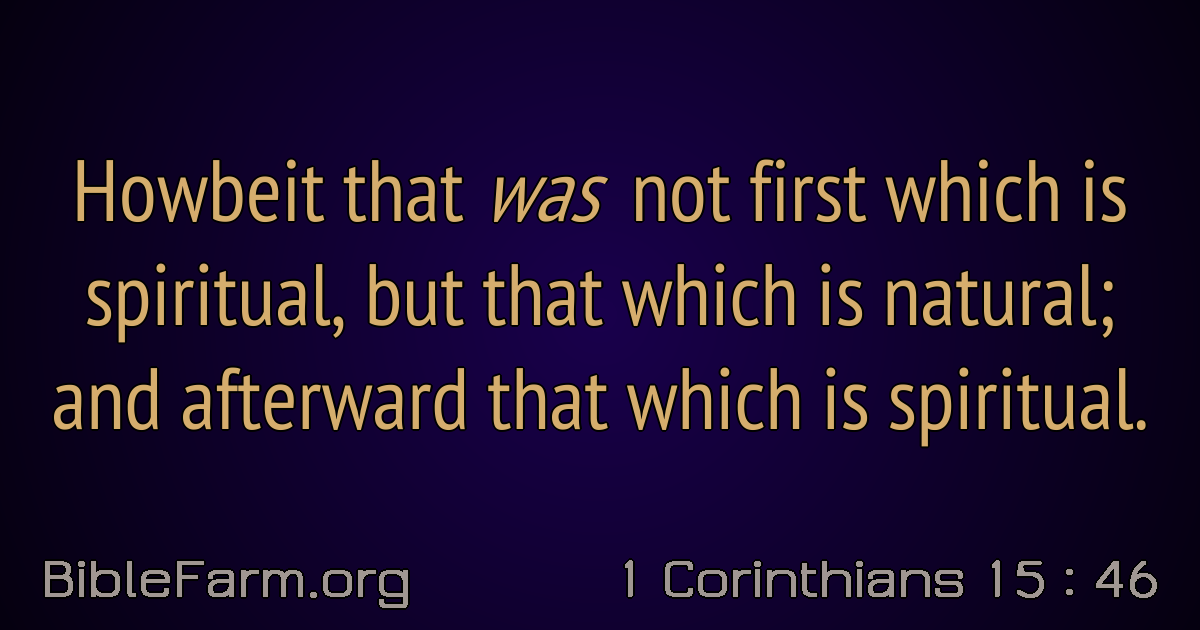 Howbeit that was not first which is
spiritual, but that which is natural;
and afterward that which is spiritual.
BibleFarm.org
1 Corinthians 15 : 46